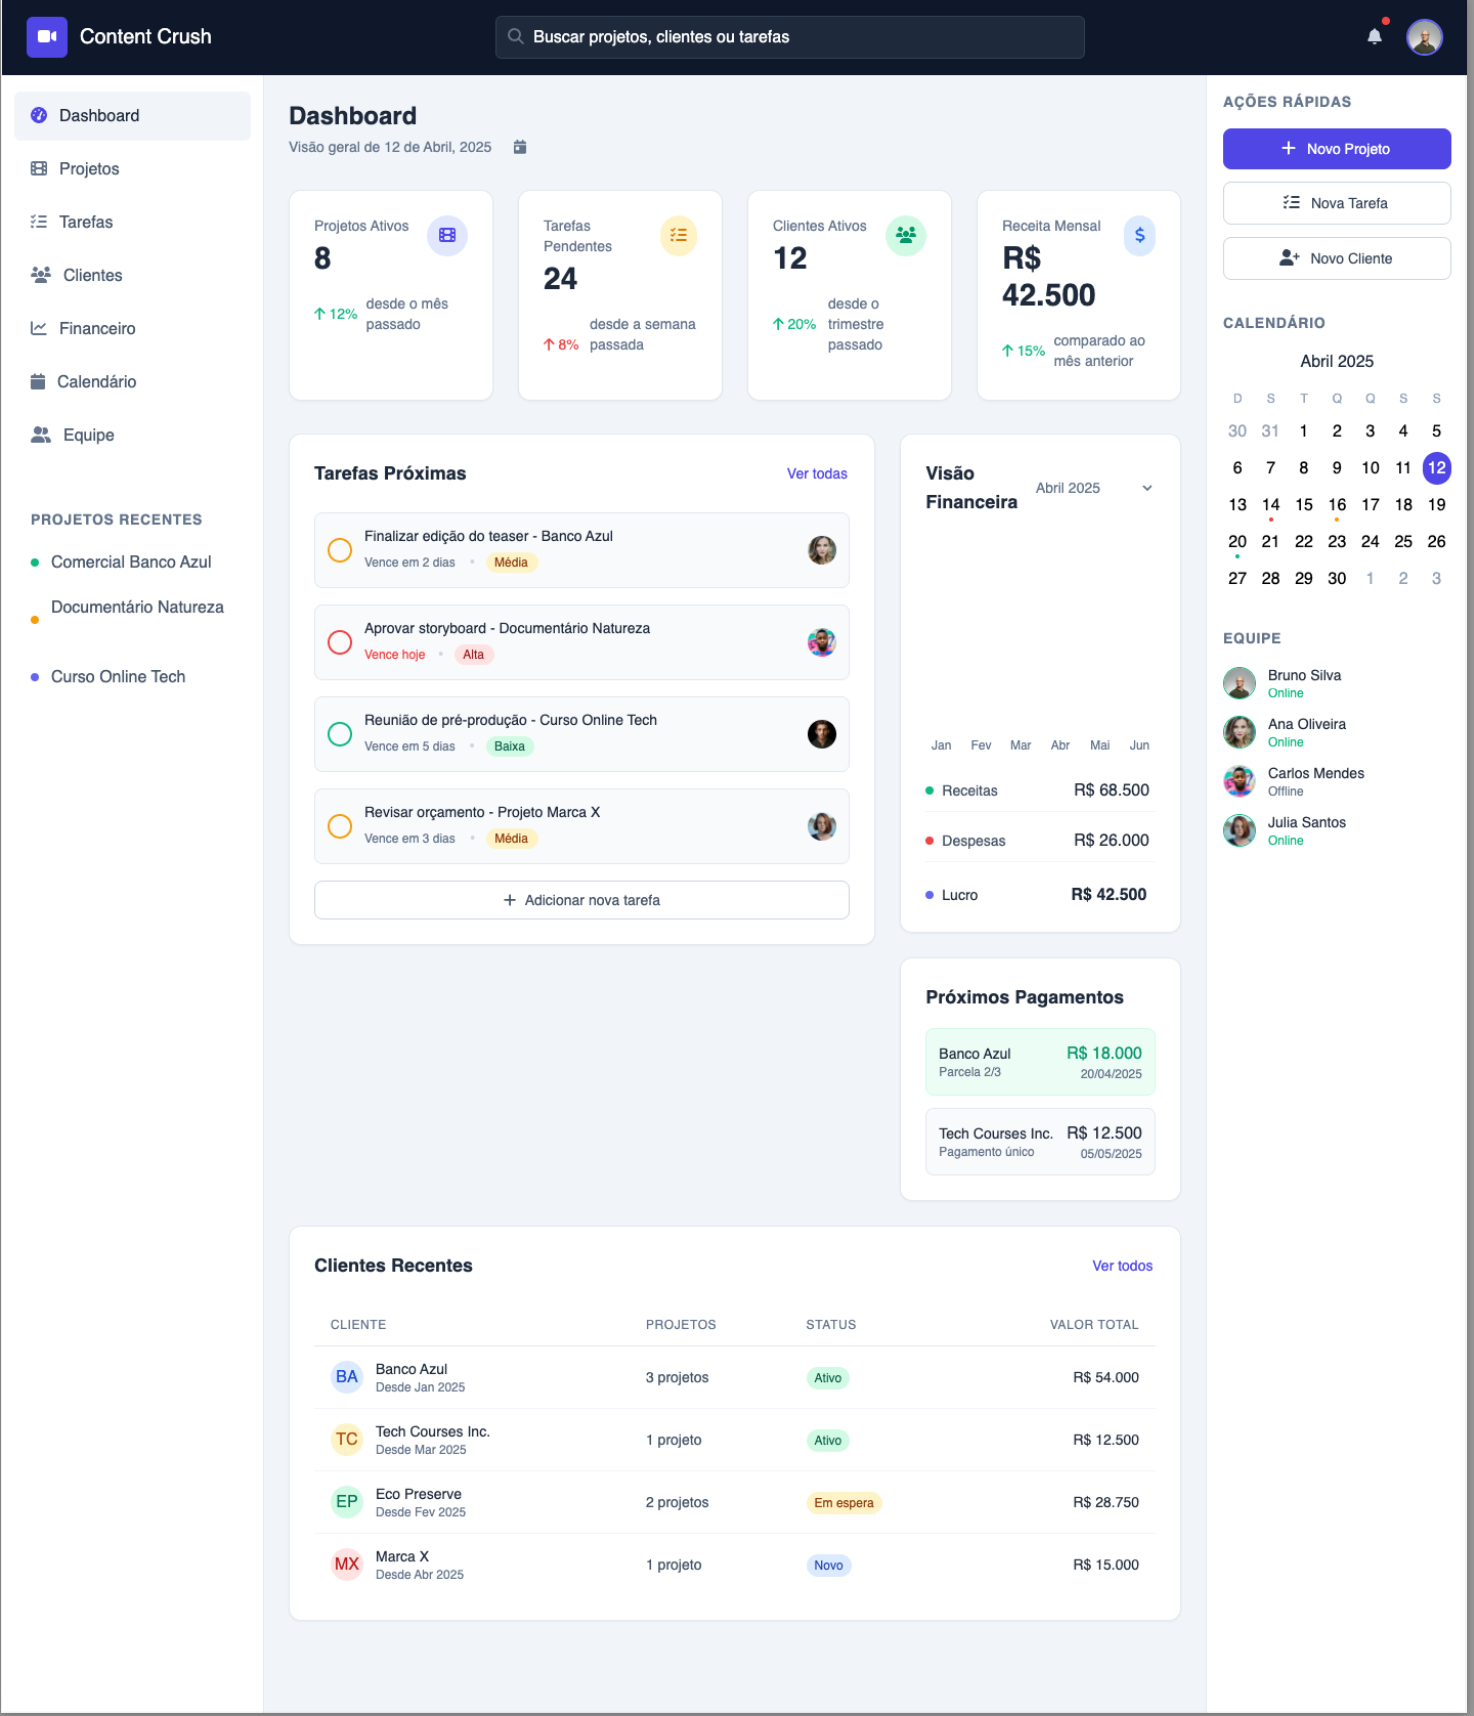 Content Crush
Buscar projetos, clientes ou tarefas
Dashboard
Projetos
Tarefas
Clientes
Financeiro
Calendário
Equipe
PROJETOS RECENTES
Comercial Banco Azul
Documentário Natureza
Curso Online Tech
Dashboard
Visão geral de 12 de Abril, 2025
Projetos Ativos
8
12%
desde o mês
passado
Tarefas
Pendentes
24
8%
desde a semana
passada
Clientes Ativos
12
20%
desde o
trimestre
passado
Receita Mensal
R$
42.500
$
15%
comparado ao
mês anterior
Tarefas Próximas
Ver todas
Finalizar edição do teaser - Banco Azul
Vence em 2 dias • Média
Aprovar storyboard - Documentário Natureza
Vence hoje • Alta
Reunião de pré-produção - Curso Online Tech
Vence em 5 dias • Baixa
Revisar orçamento - Projeto Marca X
Vence em 3 dias • Média
+ Adicionar nova tarefa
Visão
Financeira
Abril 2025
Jan Fev Mar Abr Mai Jun
Receitas R$ 68.500
Despesas R$ 26.000
Lucro R$ 42.500
Próximos Pagamentos
Banco Azul R$ 18.000
Parcela 2/3 20/04/2025
Tech Courses Inc. R$ 12.500
Pagamento único 05/05/2025
Clientes Recentes
Ver todos
CLIENTE PROJETOS STATUS VALOR TOTAL
BA Banco Azul 3 projetos Ativo R$ 54.000
Desde Jan 2025
TC Tech Courses Inc. 1 projeto Ativo R$ 12.500
Desde Mar 2025
EP Eco Preserve 2 projetos Em espera R$ 28.750
Desde Fev 2025
MX Marca X 1 projeto Novo R$ 15.000
Desde Abr 2025
AÇÕES RÁPIDAS
+ Novo Projeto
Nova Tarefa
Novo Cliente
CALENDÁRIO
Abril 2025
D S T Q Q S S
30 31 1 2 3 4 5
6 7 8 9 10 11 12
13 14 15 16 17 18 19
20 21 22 23 24 25 26
27 28 29 30 1 2 3
EQUIPE
Bruno Silva
Online
Ana Oliveira
Online
Carlos Mendes
Offline
Julia Santos
Online